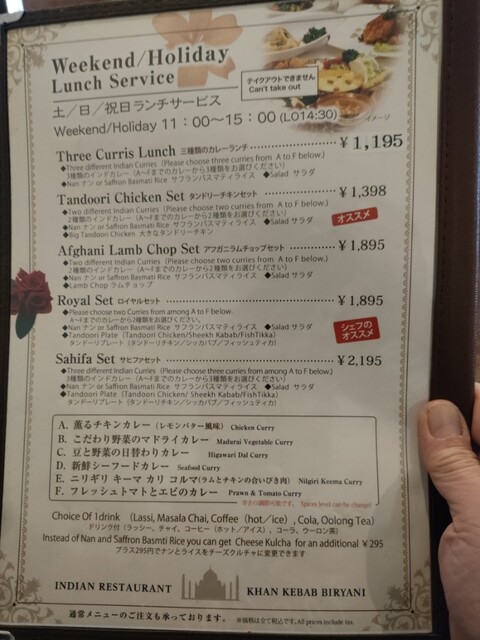 Weekend/Holiday
Lunch Service
テイクアウトできません
Can't take out
土／日／祝日ランチサービス
Weekend/Holiday 11：00〜15：00 (LO14:30)
イメージ
Three Curris Lunch 三種類のカレーランチ ¥1,195
◆Three different Indian Curries（Please choose three curries from A to F below.）
3種類のインドカレー（A〜Fまでのカレーから3種類をお選びください）
◆Nan ナン or Saffron Basmati Rice サフランバスマティライス ◆Salad サラダ
Tandoori Chicken Set タンドリーチキンセット ¥1,398
◆Two different Indian Curries（Please choose two curries from A to F below.）
2種類のインドカレー（A〜Fまでのカレーから2種類をお選びください）
◆Nan ナン or Saffron Basmati Rice サフランバスマティライス ◆Salad サラダ
◆Big Tandoori Chicken 大きなタンドリーチキン
オススメ
Afghani Lamb Chop Set アフガニラムチョップセット ¥1,895
◆Two different Indian Curries（Please choose two curries from A to F below.）
2種類のインドカレー（A〜Fまでのカレーから2種類をお選びください）
◆Nan ナン or Saffron Basmati Rice サフランバスマティライス ◆Salad サラダ
◆Lamb Chop ラムチョップ
Royal Set ロイヤルセット ¥1,895
◆Please choose two Curries from among A to F below.
A〜Fまでのカレーから2種類をお選びください。
◆Nan ナン or Saffron Basmati Rice サフランバスマティライス ◆Salad サラダ
◆Tandoori Plate（Tandoori Chicken/Sheekh Kabab/FishTikka）
タンドーリプレート（タンドーリチキン/シッカバブ/フィッシュティカ）
シェフの
オススメ
Sahifa Set サヒファセット ¥2,195
◆Three different Indian Curries（Please choose three curries from A to F below.）
3種類のインドカレー（A〜Fまでのカレーから3種類をお選びください）
◆Nan ナン or Saffron Basmati Rice サフランバスマティライス ◆Salad サラダ
◆Tandoori Plate（Tandoori Chicken/ Sheekh Kabab/FishTikka）
タンドーリプレート（タンドーリチキン/シッカバブ/フィッシュティカ）
A. 薫るチキンカレー（レモンバター風味） Chicken Curry
B. こだわり野菜のマドライカレー Madurai Vegetable Curry
C. 豆と野菜の日替わりカレー Higawari Dal Curry
D. 新鮮シーフードカレー Seafood Curry
E. ニリギリ キーマ カリ コルマ(ラムとチキンの合いびき肉) Nilgiri Keema Curry
F. フレッシュトマトとエビのカレー Prawn & Tomato Curry
辛さの調節可能です。 Spices level can be change!
Choice Of 1drink （Lassi, Masala Chai, Coffee（hot／ice）, Cola, Oolong Tea）
ドリンク付（ラッシー、チャイ、コーヒー（ホット／アイス）、コーラ、ウーロン茶）
Instead of Nan and Saffron Basmti Rice you can get Cheese Kulcha for an additional ¥295
プラス295円でナンとライスをチーズクルチャに変更できます
INDIAN RESTAURANT KHAN KEBAB BIRYANI
通常メニューのご注文も承っております。 ※価格は全て税込です。All prices include tax.